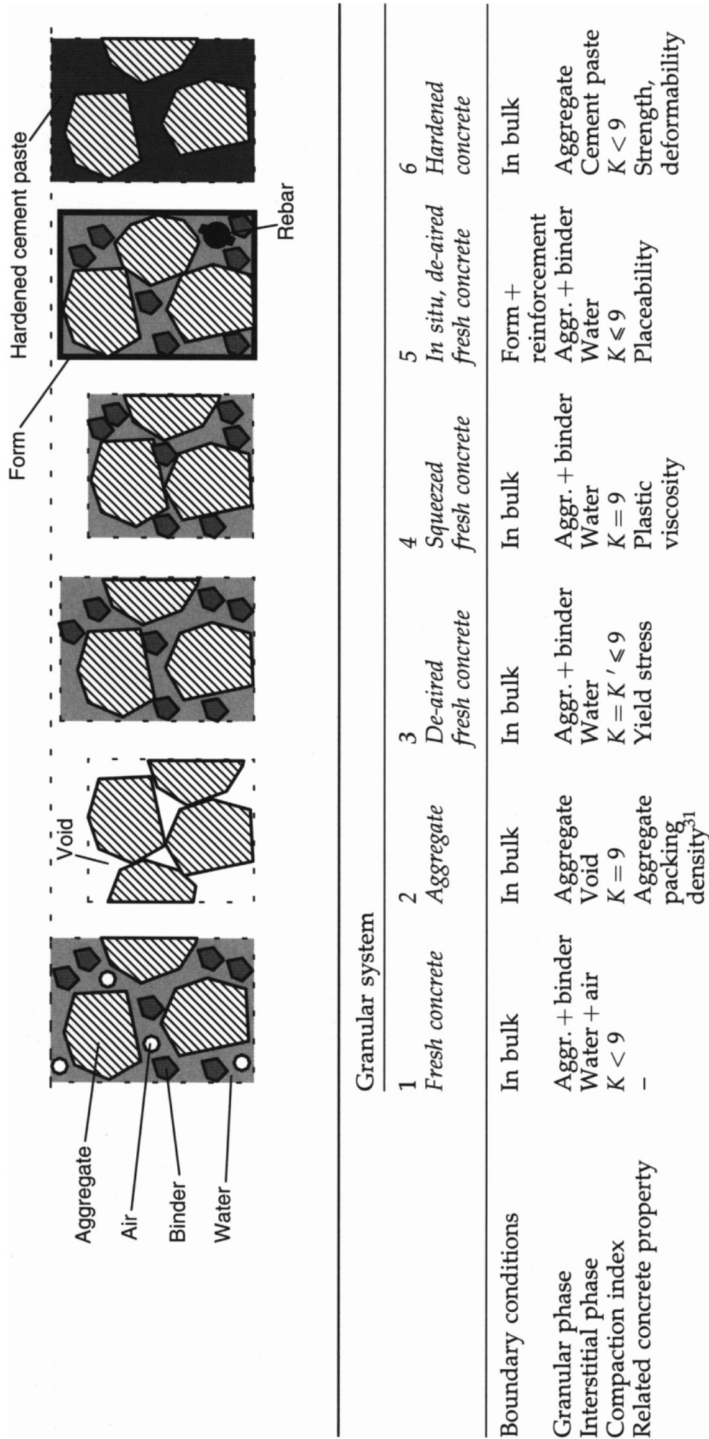 Form
Hardened cement paste
Void
Aggregate
Air
Binder
Water
Rebar
Granular system
1 2 3 4 5 6
Fresh concrete Aggregate De-aired Squeezed In situ, de-aired Hardened
fresh concrete fresh concrete fresh concrete concrete
Boundary conditions In bulk In bulk In bulk In bulk Form + In bulk
reinforcement
Granular phase Aggr. + binder Aggregate Aggr. + binder Aggr. + binder Aggr. + binder Aggregate
Interstitial phase Water + air Void Water Water Water Cement paste
Compaction index K < 9 K = 9 K = K′ ⩽ 9 K = 9 K ⩽ 9 K < 9
Related concrete property – Aggregate Yield stress Plastic Placeability Strength,
packing viscosity deformability
density³¹